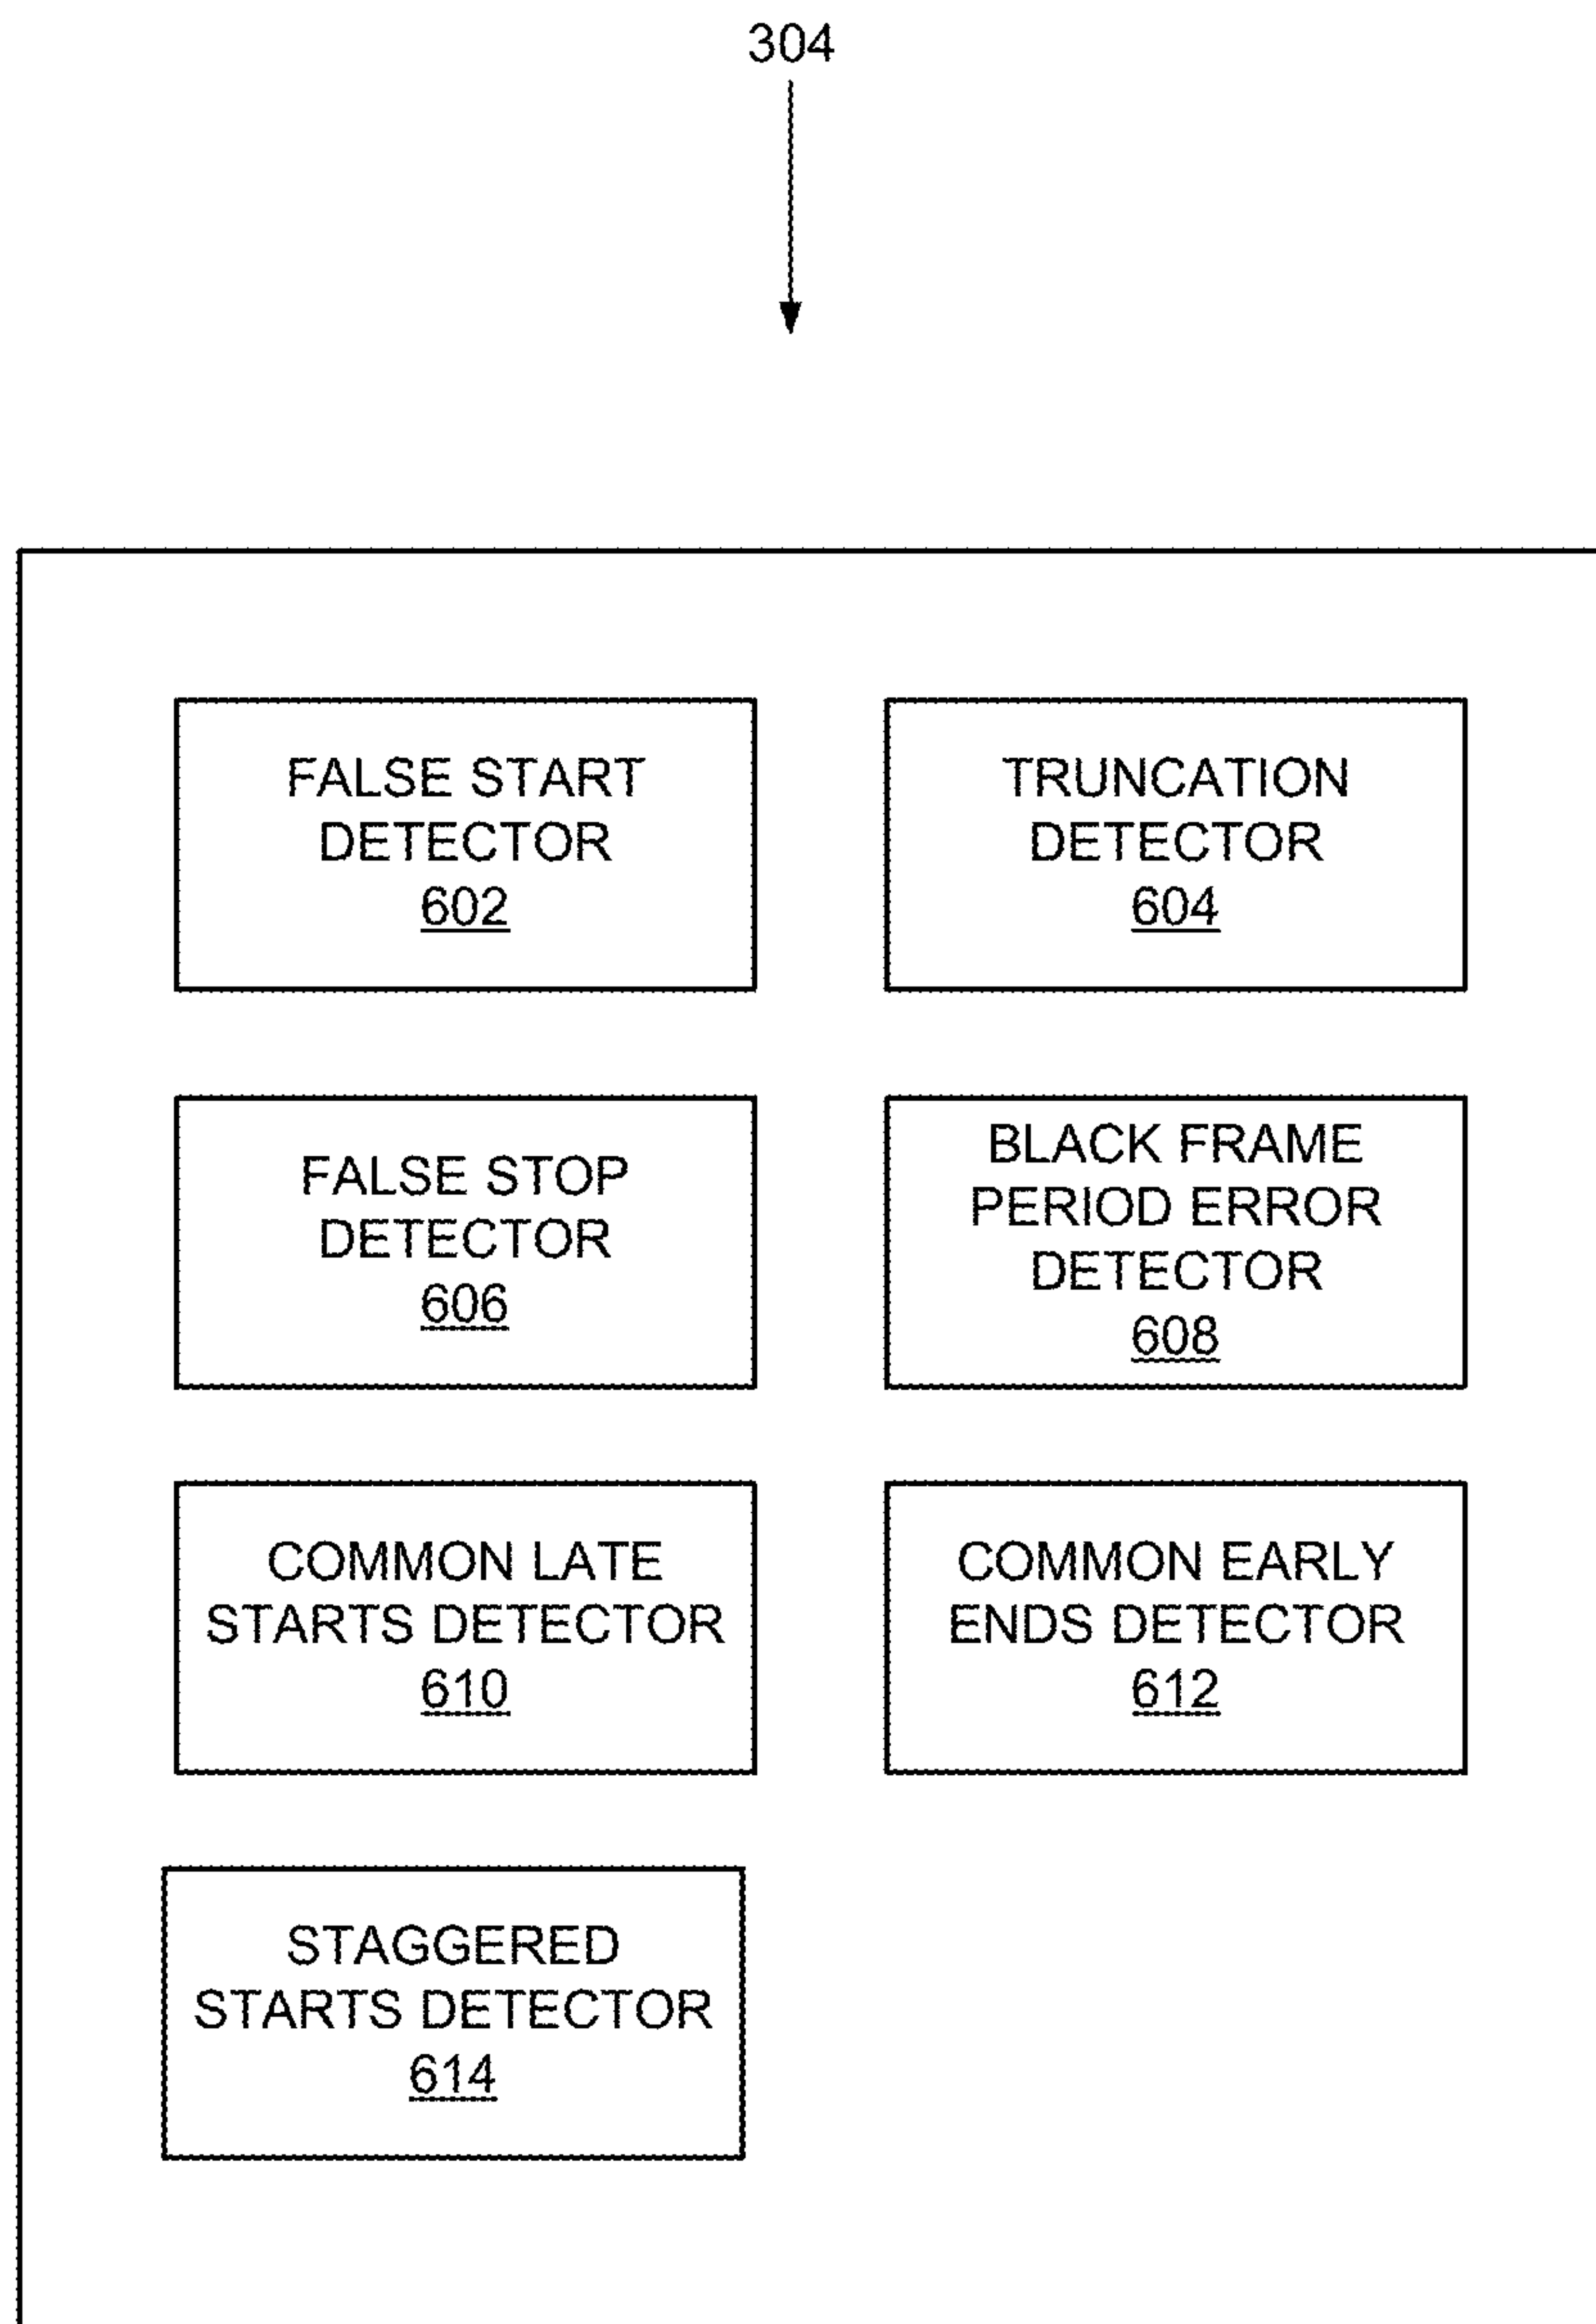 304
FALSE START
DETECTOR
602
TRUNCATION
DETECTOR
604
FALSE STOP
DETECTOR
606
BLACK FRAME
PERIOD ERROR
DETECTOR
608
COMMON LATE
STARTS DETECTOR
610
COMMON EARLY
ENDS DETECTOR
612
STAGGERED
STARTS DETECTOR
614